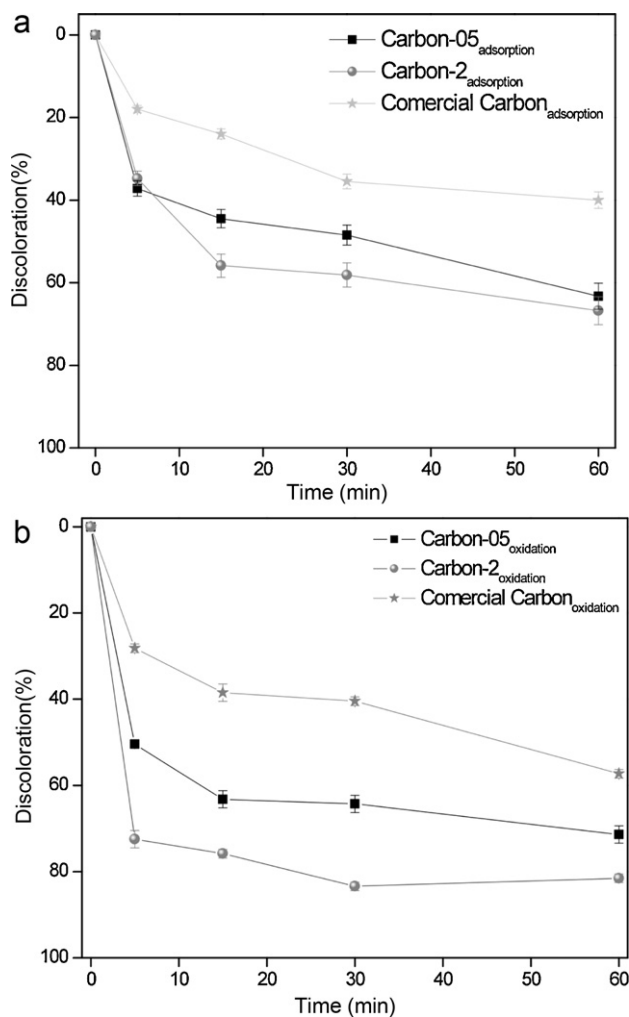 a
Carbon-05adsorption
Carbon-2adsorption
Comercial Carbonadsorption
Discoloration(%)
0
20
40
60
80
100
0 10 20 30 40 50 60
Time (min)
b
Carbon-05oxidation
Carbon-2oxidation
Comercial Carbonoxidation
Discoloration(%)
0
20
40
60
80
100
0 10 20 30 40 50 60
Time (min)